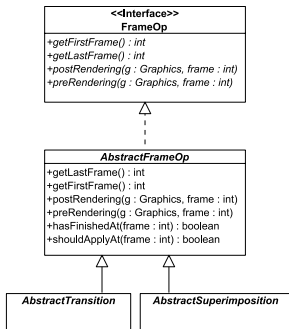 <<Interface>>
FrameOp
+getFirstFrame() : int
+getLastFrame() : int
+postRendering(g : Graphics, frame : int)
+preRendering(g : Graphics, frame : int)
AbstractFrameOp
+getLastFrame() : int
+getFirstFrame() : int
+postRendering(g : Graphics, frame : int)
+preRendering(g : Graphics, frame : int)
+hasFinishedAt(frame : int) : boolean
+shouldApplyAt(frame : int) : boolean
AbstractTransition
AbstractSuperimposition